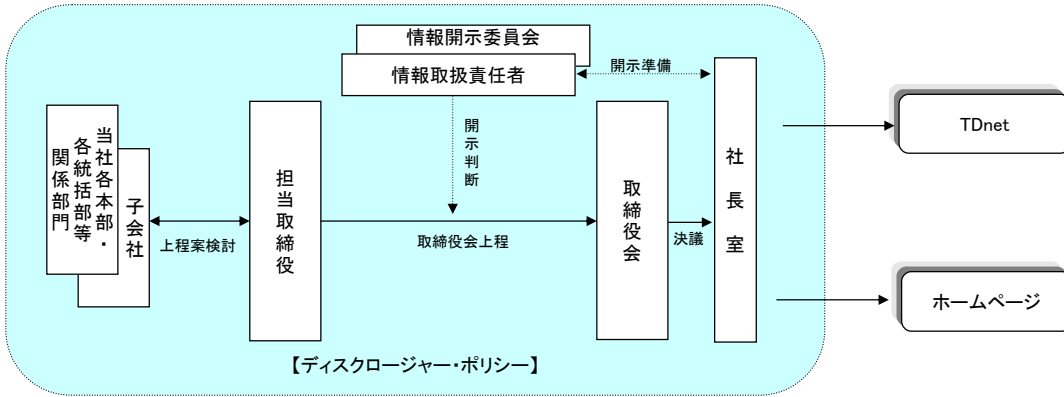 情報開示委員会
情報取扱責任者
開示準備
当社各本部・
各統括部等
関係部門
子会社
上程案検討
担当取締役
開示判断
取締役会上程
取締役会
決議
社長室
TDnet
ホームページ
【ディスクロージャー・ポリシー】